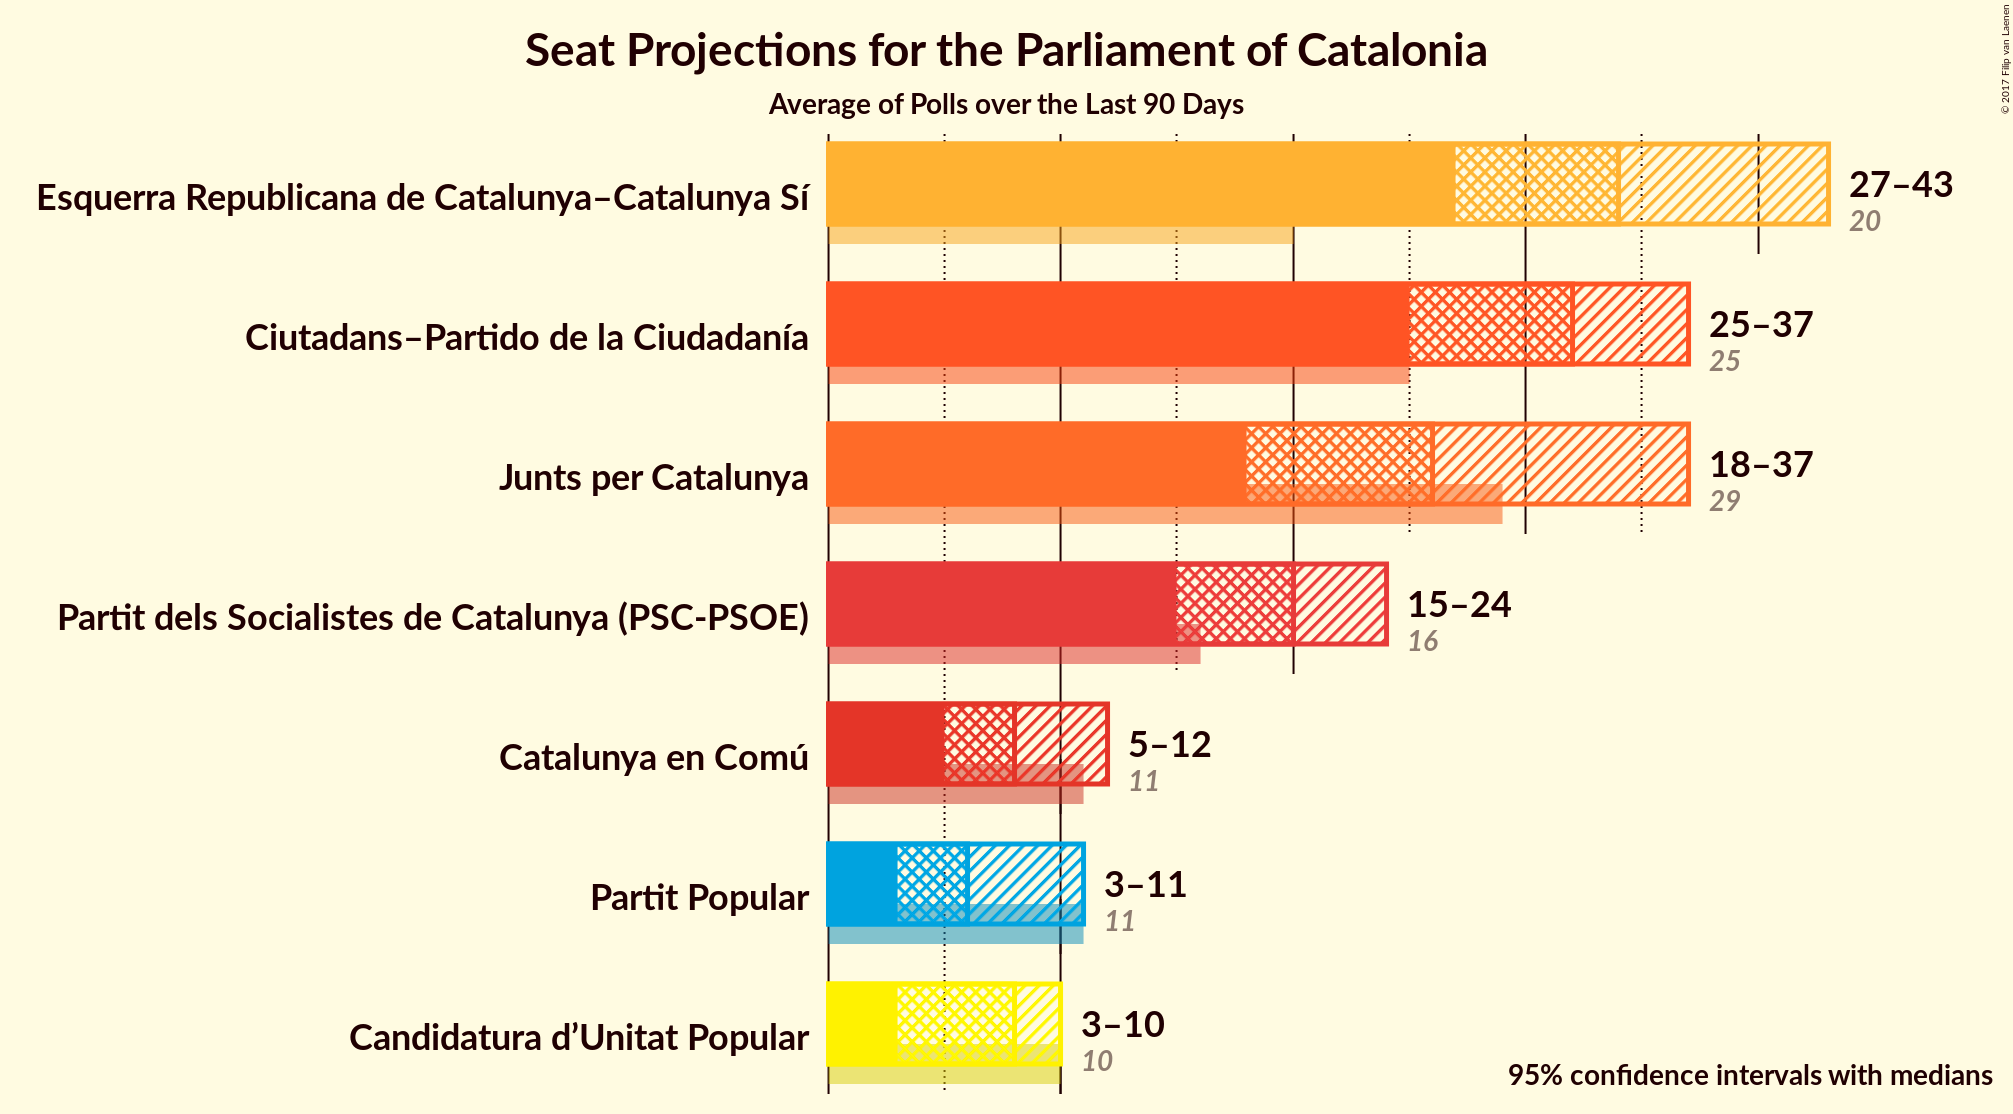 Seat Projections for the Parliament of Catalonia
Average of Polls over the Last 90 Days
© 2017 Filip van Laenen
Esquerra Republicana de Catalunya–Catalunya Sí
27–43
20
Ciutadans–Partido de la Ciudadanía
25–37
25
Junts per Catalunya
18–37
29
Partit dels Socialistes de Catalunya (PSC-PSOE)
15–24
16
Catalunya en Comú
5–12
11
Partit Popular
3–11
11
Candidatura d’Unitat Popular
3–10
10
95% confidence intervals with medians